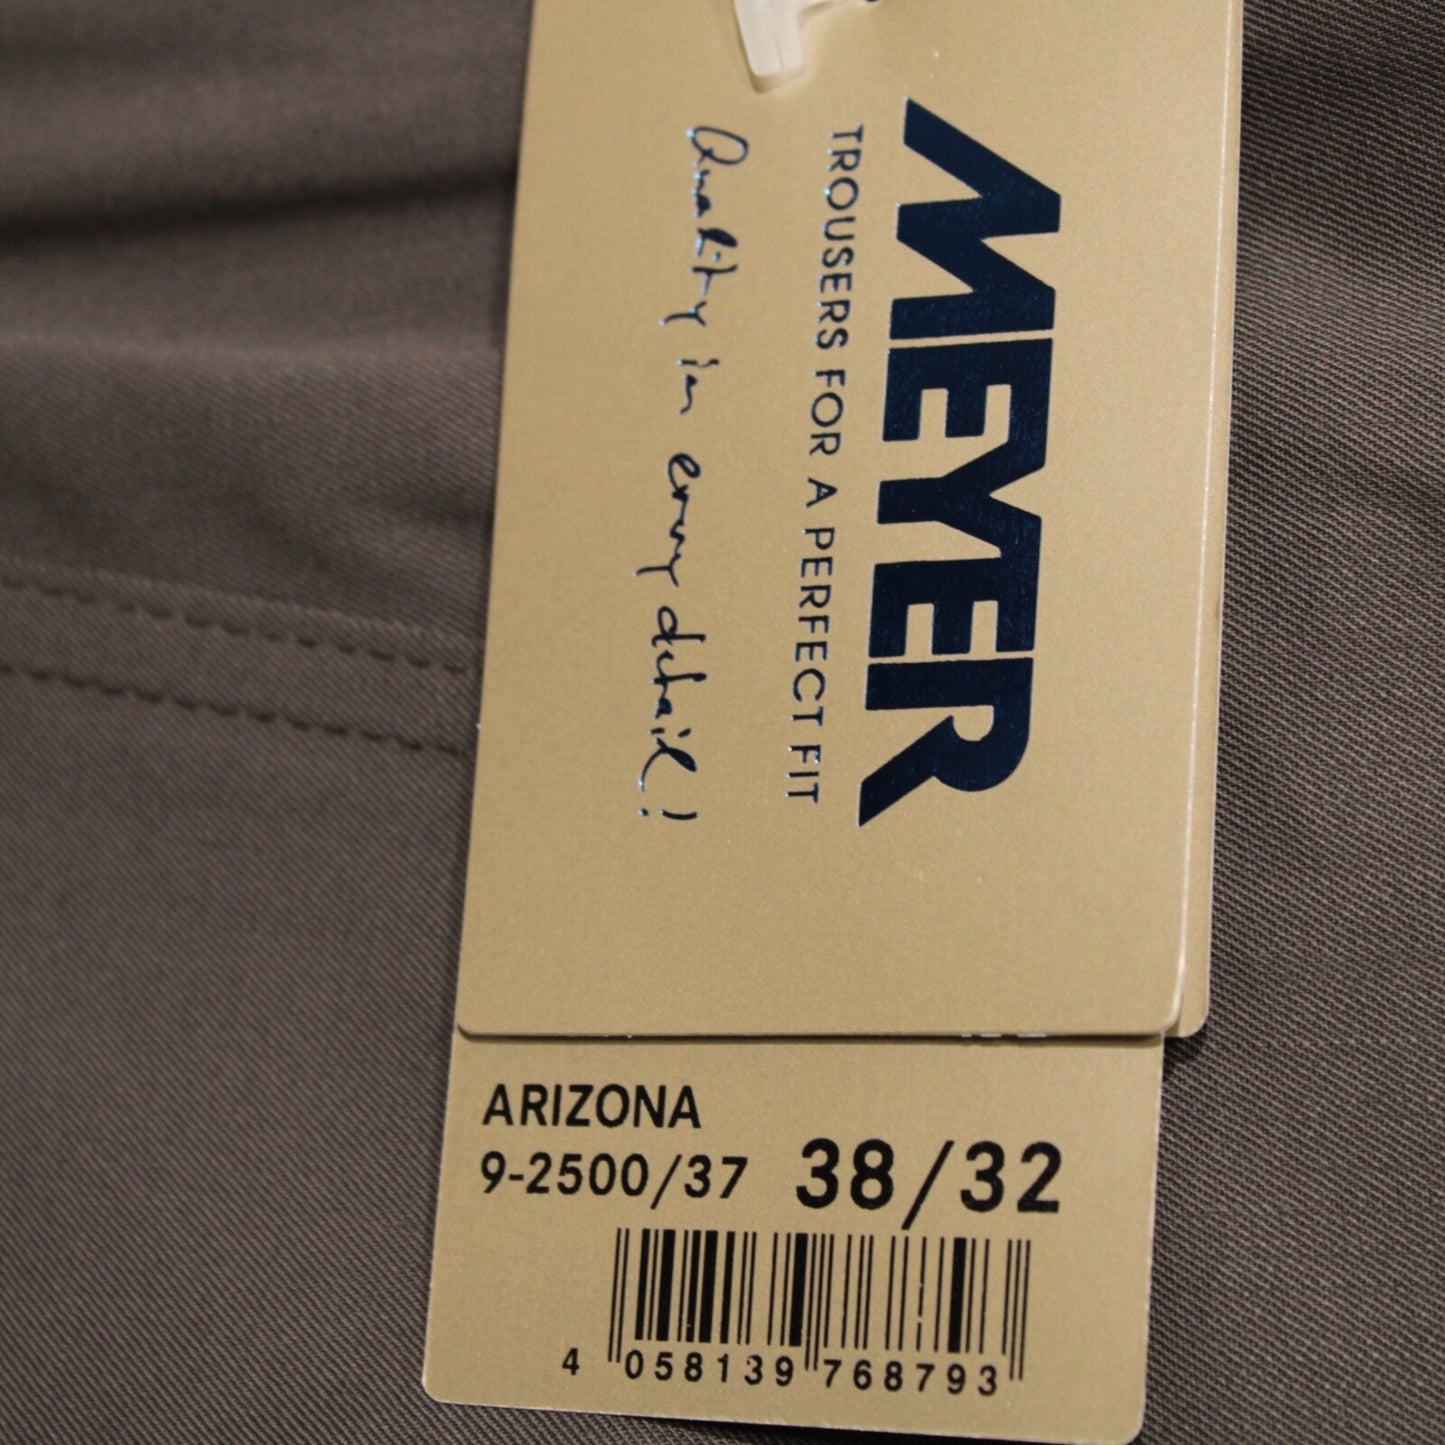 MEYER
TROUSERS FOR A PERFECT FIT
Quality in every detail!
ARIZONA
9-2500/37 38/32
4 058139 768793